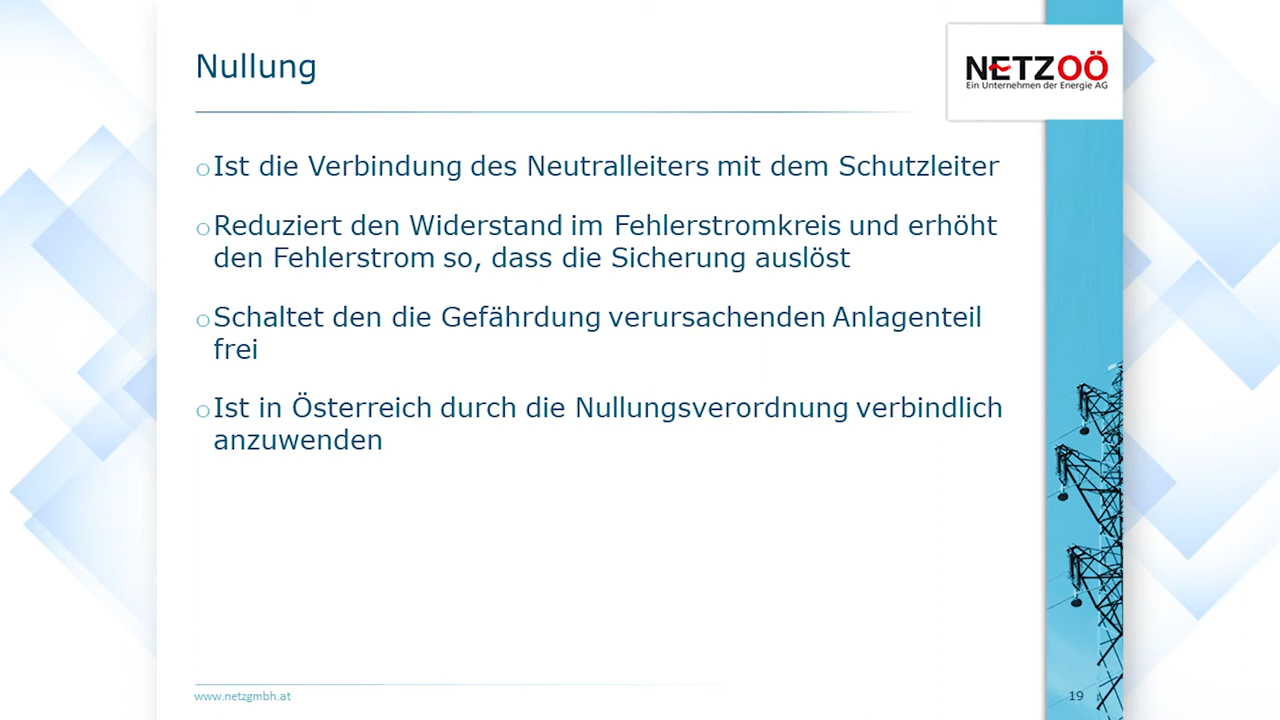 Nullung
NETZOÖ
Ein Unternehmen der Energie AG
Ist die Verbindung des Neutralleiters mit dem Schutzleiter
Reduziert den Widerstand im Fehlerstromkreis und erhöht
den Fehlerstrom so, dass die Sicherung auslöst
Schaltet den die Gefährdung verursachenden Anlagenteil
frei
Ist in Österreich durch die Nullungsverordnung verbindlich
anzuwenden
www.netzgmbh.at
19